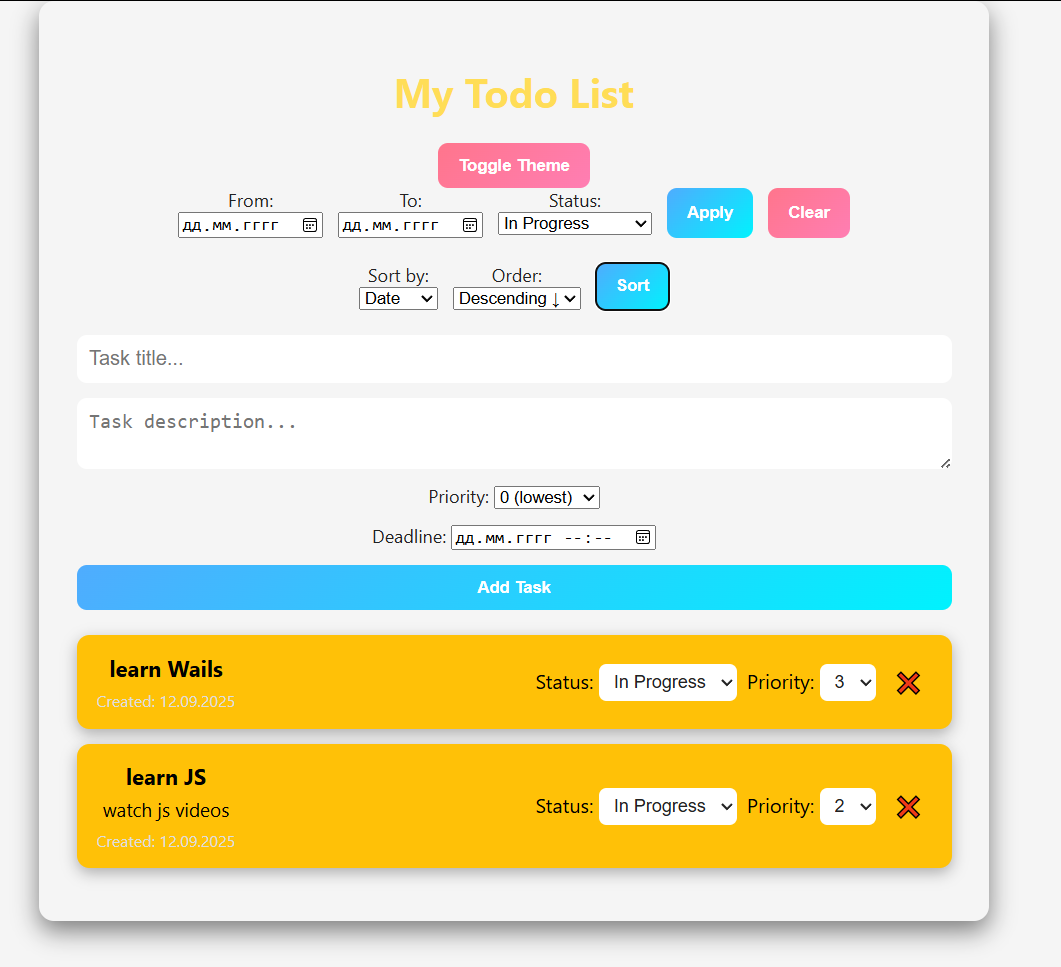 My Todo List
Toggle Theme
From: To: Status:
дд.мм.гггг дд.мм.гггг In Progress Apply Clear
Sort by: Order:
Date Descending ↓ Sort
Task title...
Task description...
Priority: 0 (lowest)
Deadline: дд.мм.гггг --:--
Add Task
learn Wails
Created: 12.09.2025
Status: In Progress Priority: 3
learn JS
watch js videos
Created: 12.09.2025
Status: In Progress Priority: 2